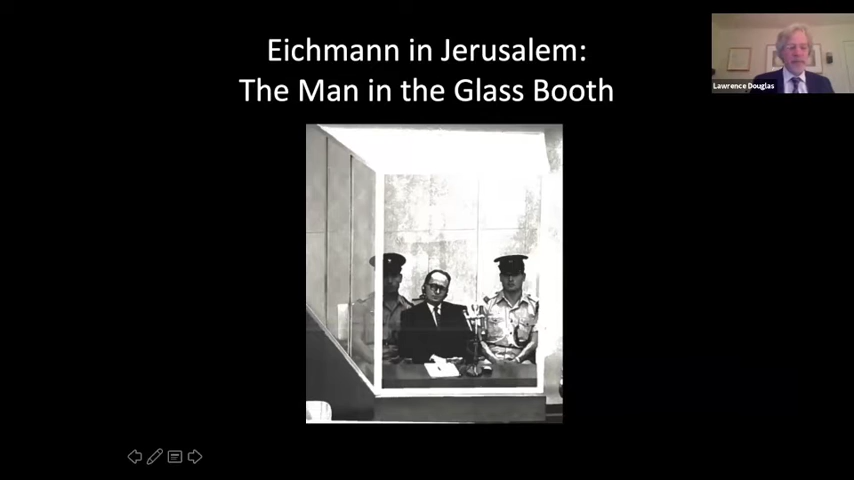 Eichmann in Jerusalem:
The Man in the Glass Booth
Lawrence Douglas